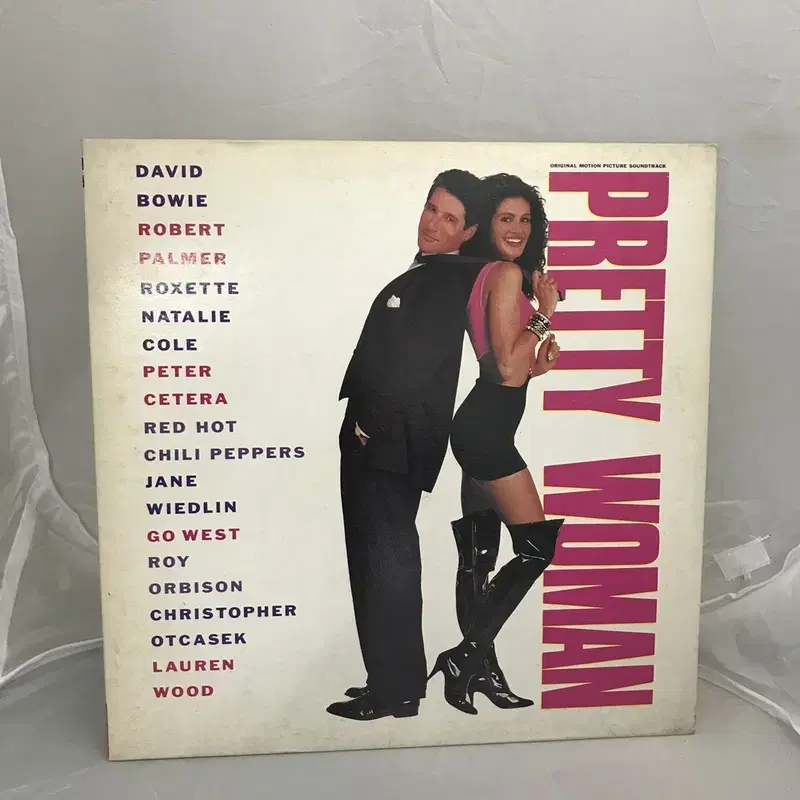 DAVID
BOWIE
ROBERT
PALMER
ROXETTE
NATALIE
COLE
PETER
CETERA
RED HOT
CHILI PEPPERS
JANE
WIEDLIN
GO WEST
ROY
ORBISON
CHRISTOPHER
OTCASEK
LAUREN
WOOD
ORIGINAL MOTION PICTURE SOUNDTRACK
PRETTY WOMAN